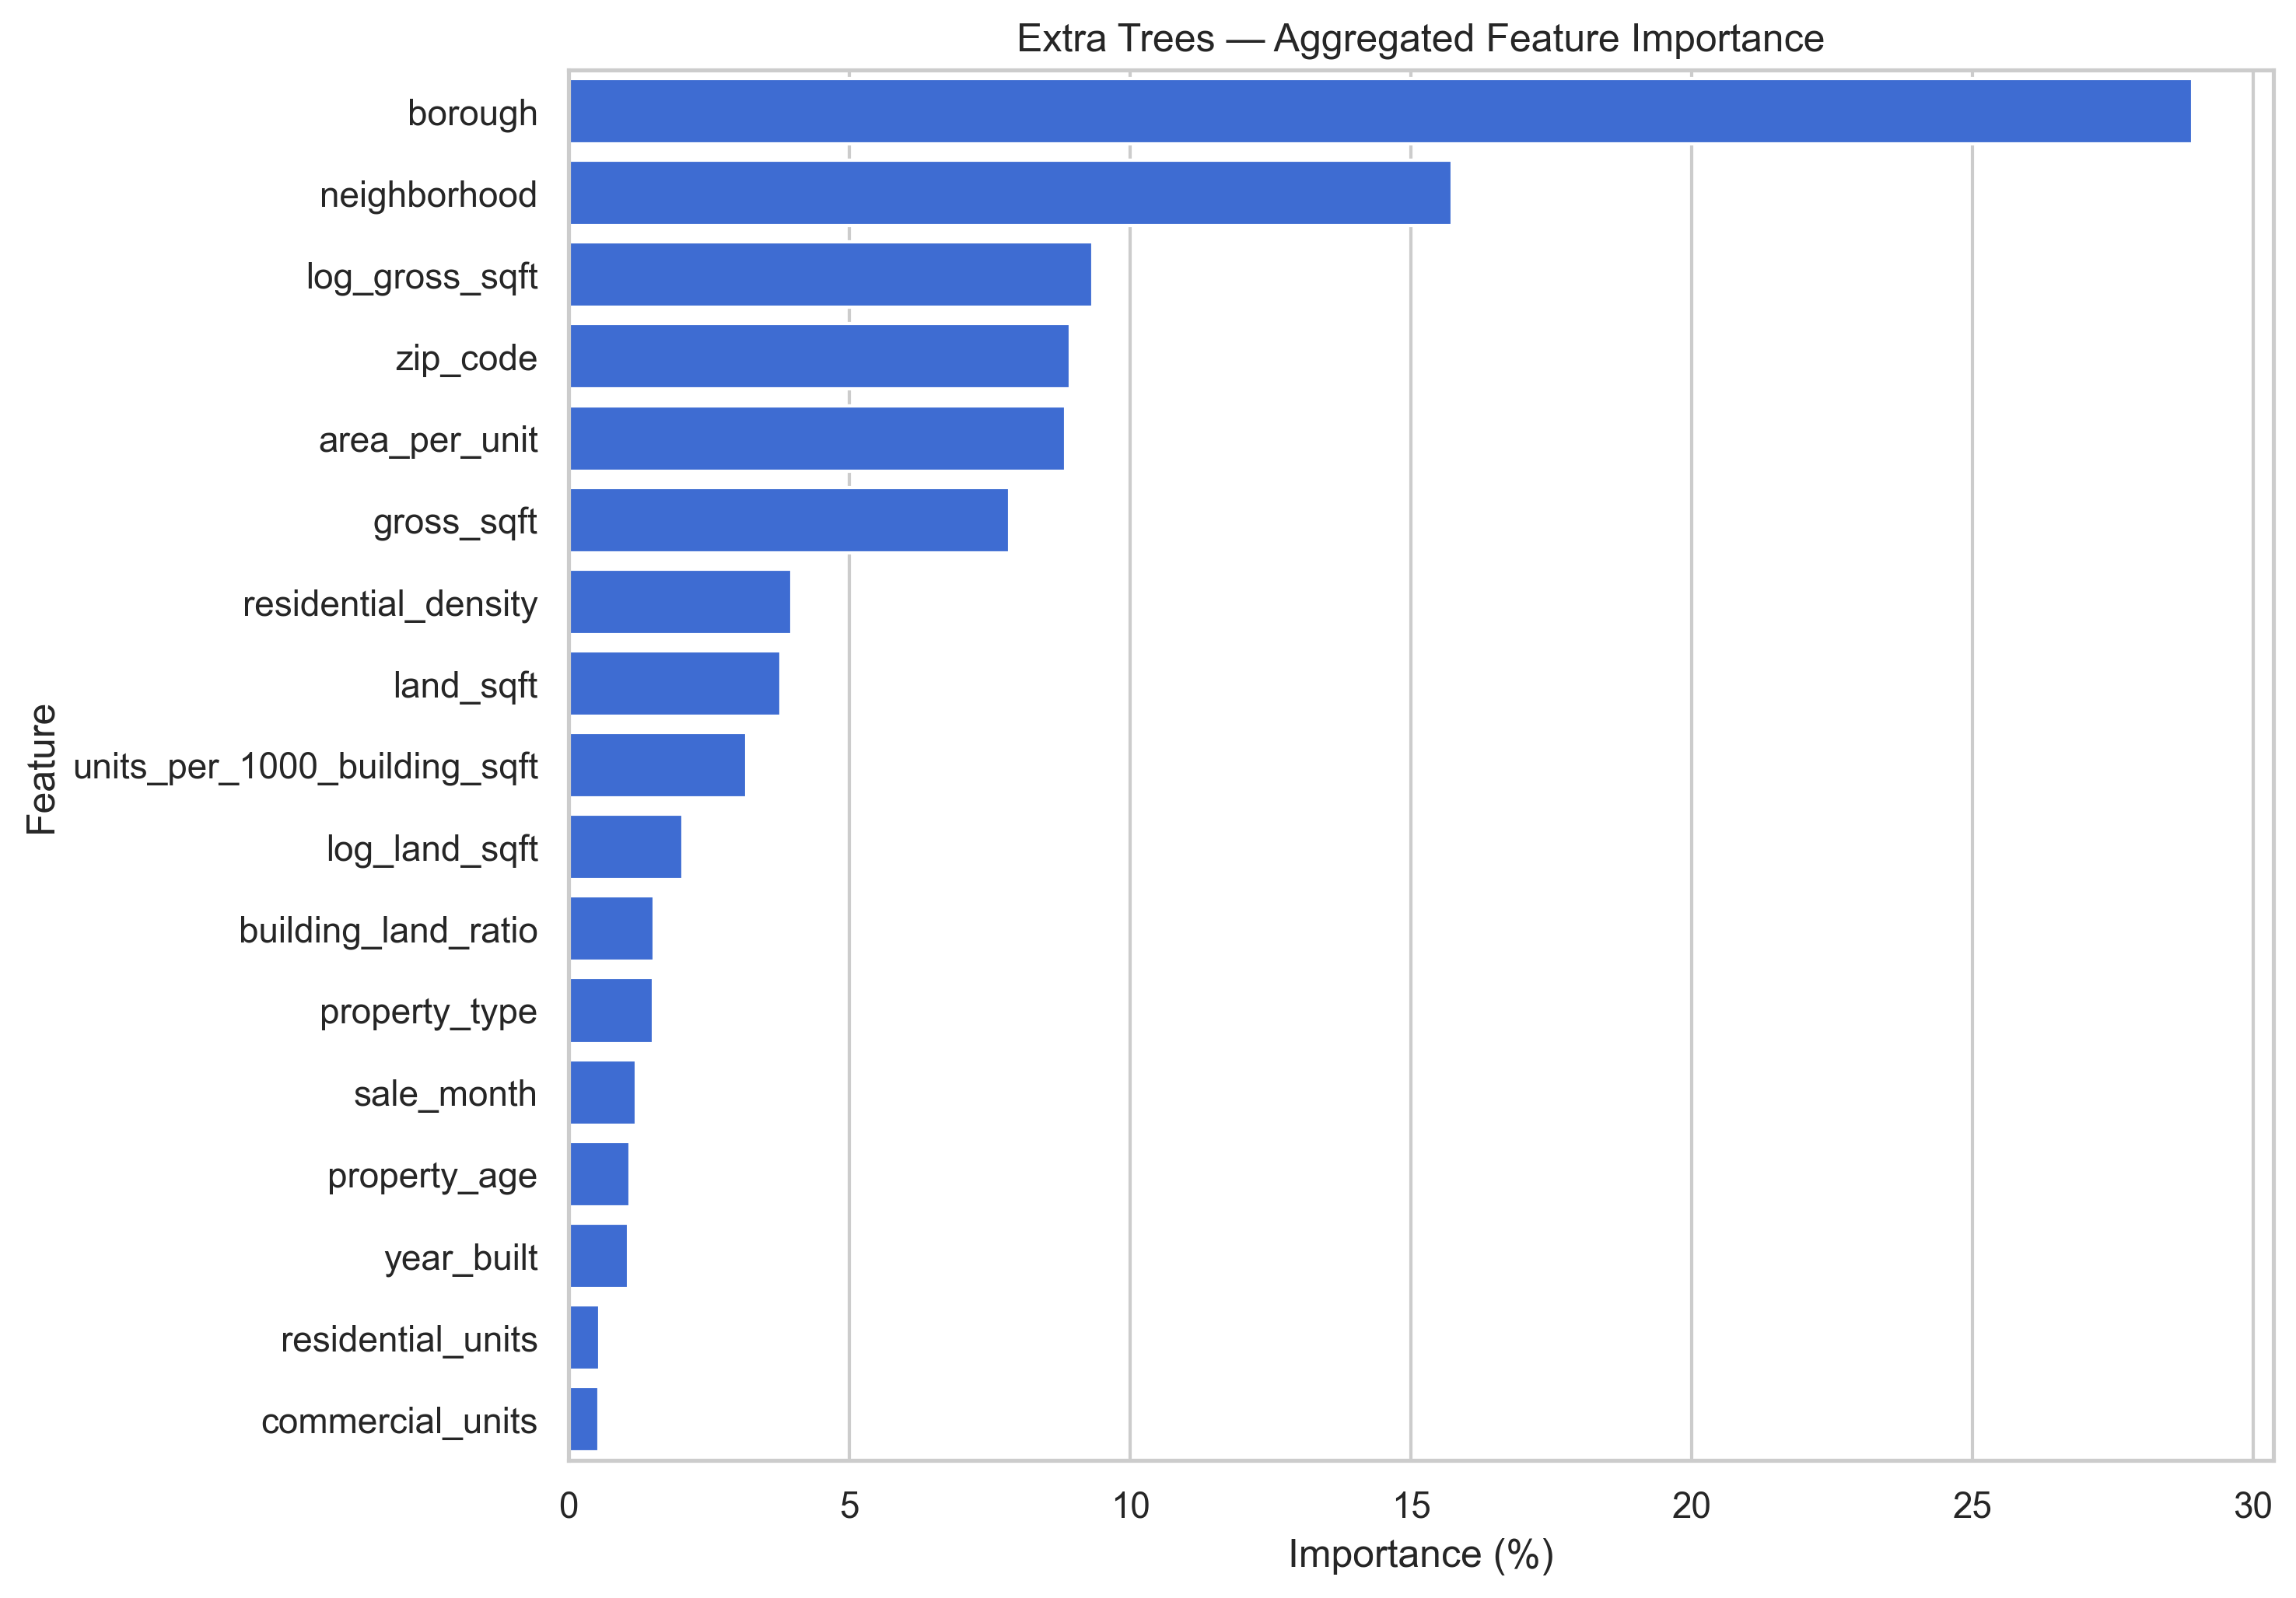 Extra Trees — Aggregated Feature Importance
borough
neighborhood
log_gross_sqft
zip_code
area_per_unit
gross_sqft
residential_density
land_sqft
units_per_1000_building_sqft
log_land_sqft
building_land_ratio
property_type
sale_month
property_age
year_built
residential_units
commercial_units
Feature
0 5 10 15 20 25 30
Importance (%)